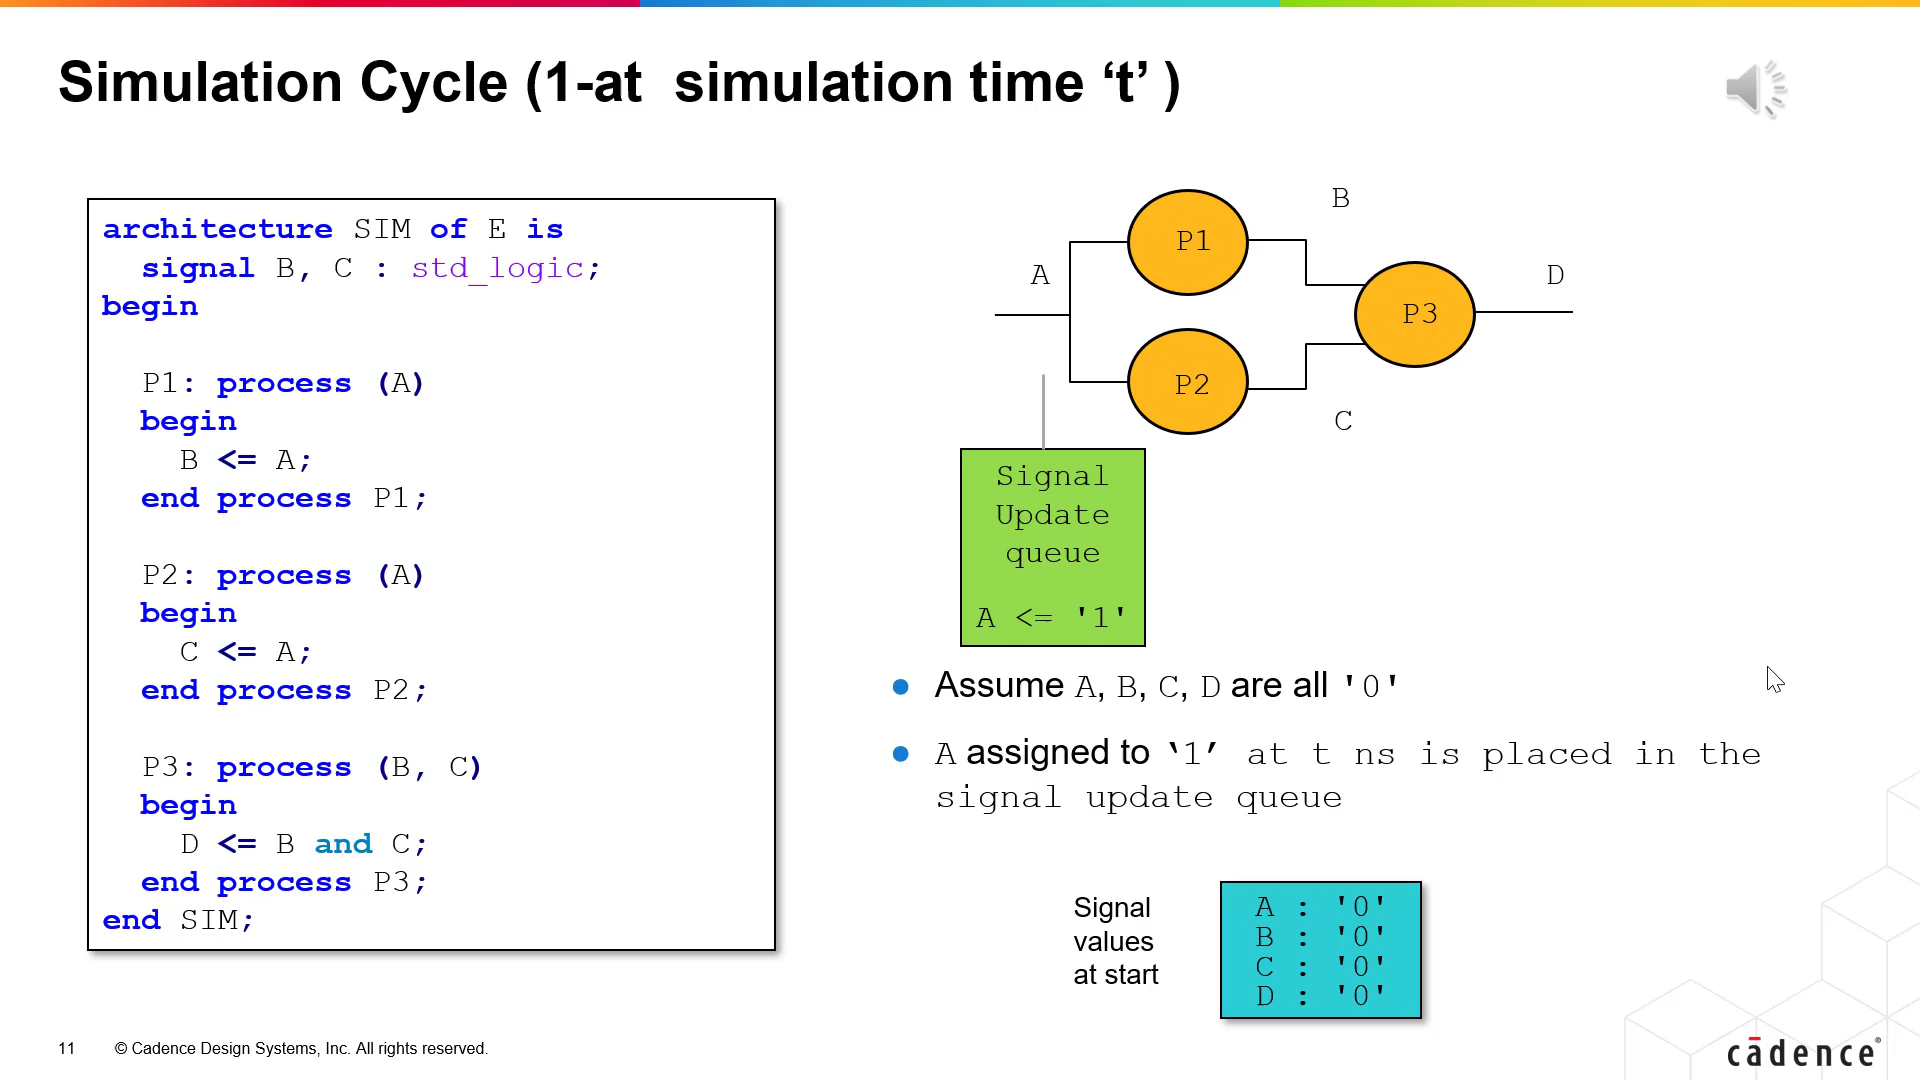 Simulation Cycle (1-at  simulation time ‘t’ )
architecture SIM of E is
signal B, C : std_logic;
begin
P1: process (A)
begin
B <= A;
end process P1;
P2: process (A)
begin
C <= A;
end process P2;
P3: process (B, C)
begin
D <= B and C;
end process P3;
end SIM;
B
P1
A
D
P3
P2
C
Signal
Update
queue
A <= '1'
Assume A, B, C, D are all '0'
A assigned to ‘1’ at t ns is placed in the
signal update queue
Signal
values
at start
A : '0'
B : '0'
C : '0'
D : '0'
11
© Cadence Design Systems, Inc. All rights reserved.
cādence®